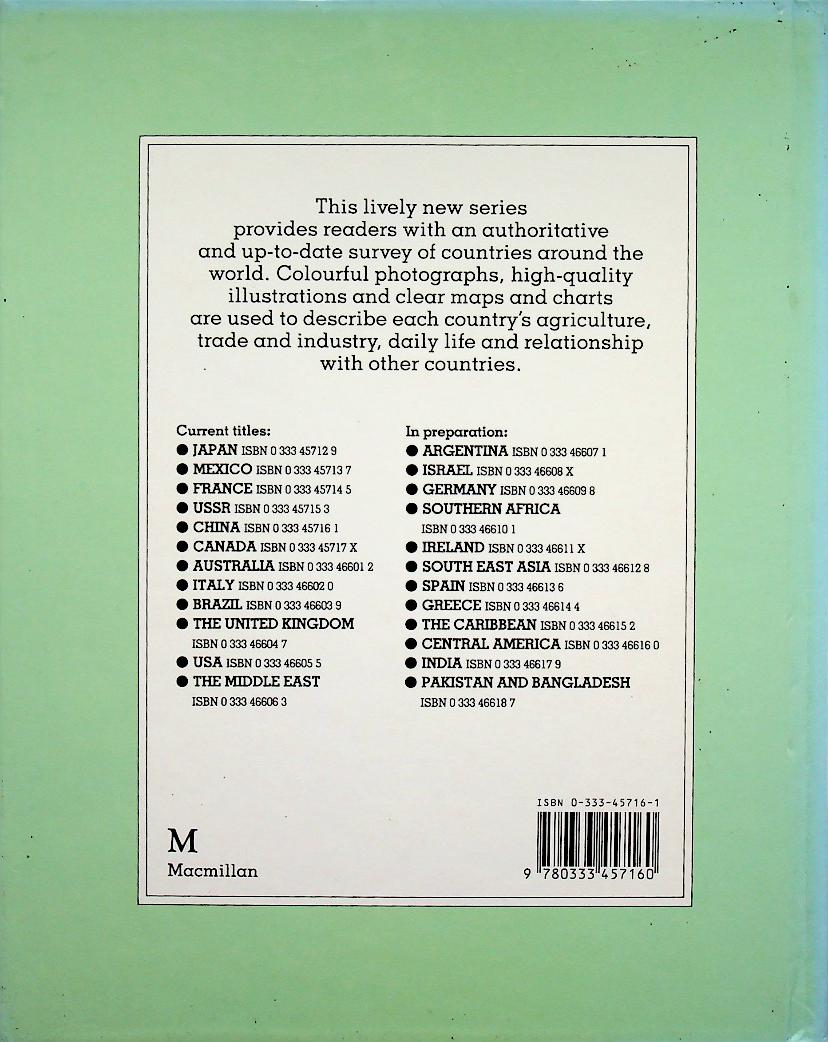 This lively new series
provides readers with an authoritative
and up-to-date survey of countries around the
world. Colourful photographs, high-quality
illustrations and clear maps and charts
are used to describe each country's agriculture,
trade and industry, daily life and relationship
with other countries.
Current titles:
● JAPAN ISBN 0 333 45712 9
● MEXICO ISBN 0 333 45713 7
● FRANCE ISBN 0 333 45714 5
● USSR ISBN 0 333 45715 3
● CHINA ISBN 0 333 45716 1
● CANADA ISBN 0 333 45717 X
● AUSTRALIA ISBN 0 333 46601 2
● ITALY ISBN 0 333 46602 0
● BRAZIL ISBN 0 333 46603 9
● THE UNITED KINGDOM
ISBN 0 333 46604 7
● USA ISBN 0 333 46605 5
● THE MIDDLE EAST
ISBN 0 333 46606 3
In preparation:
● ARGENTINA ISBN 0 333 46607 1
● ISRAEL ISBN 0 333 46608 X
● GERMANY ISBN 0 333 46609 8
● SOUTHERN AFRICA
ISBN 0 333 46610 1
● IRELAND ISBN 0 333 46611 X
● SOUTH EAST ASIA ISBN 0 333 46612 8
● SPAIN ISBN 0 333 46613 6
● GREECE ISBN 0 333 46614 4
● THE CARIBBEAN ISBN 0 333 46615 2
● CENTRAL AMERICA ISBN 0 333 46616 0
● INDIA ISBN 0 333 46617 9
● PAKISTAN AND BANGLADESH
ISBN 0 333 46618 7
M
Macmillan
ISBN 0-333-45716-1
9 780333 457160